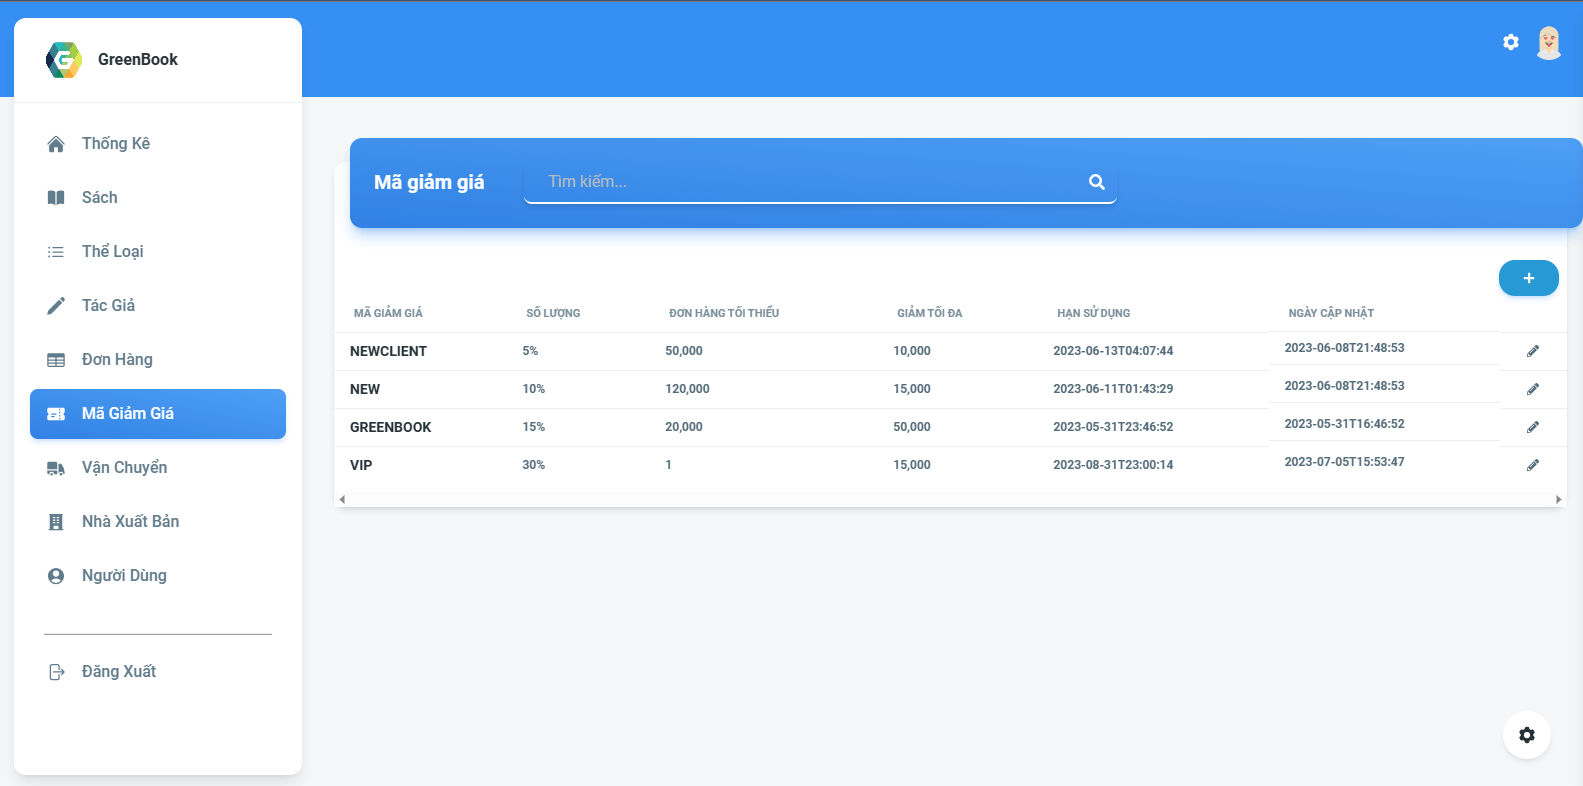 GreenBook
Thống Kê
Sách
Thể Loại
Tác Giả
Đơn Hàng
Mã Giảm Giá
Vận Chuyển
Nhà Xuất Bản
Người Dùng
Đăng Xuất
Mã giảm giá Tìm kiếm...
+
MÃ GIẢM GIÁ SỐ LƯỢNG ĐƠN HÀNG TỐI THIỂU GIẢM TỐI ĐA HẠN SỬ DỤNG NGÀY CẬP NHẬT
NEWCLIENT 5% 50,000 10,000 2023-06-13T04:07:44 2023-06-08T21:48:53
NEW 10% 120,000 15,000 2023-06-11T01:43:29 2023-06-08T21:48:53
GREENBOOK 15% 20,000 50,000 2023-05-31T23:46:52 2023-05-31T16:46:52
VIP 30% 1 15,000 2023-08-31T23:00:14 2023-07-05T15:53:47